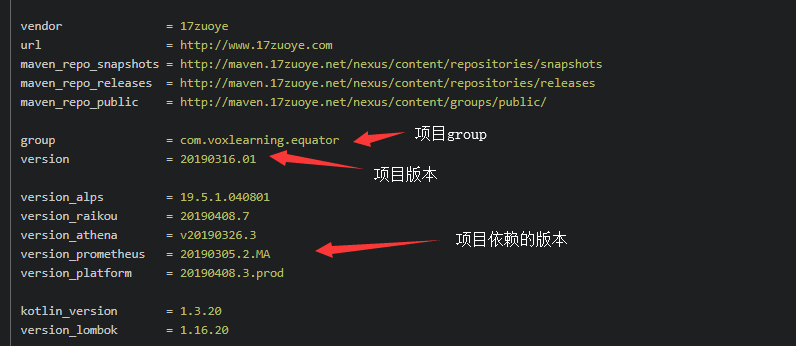 vendor = 17zuoye
url = http://www.17zuoye.com
maven_repo_snapshots = http://maven.17zuoye.net/nexus/content/repositories/snapshots
maven_repo_releases = http://maven.17zuoye.net/nexus/content/repositories/releases
maven_repo_public = http://maven.17zuoye.net/nexus/content/groups/public/
group = com.voxlearning.equator
项目group
version = 20190316.01
项目版本
version_alps = 19.5.1.040801
version_raikou = 20190408.7
version_athena = v20190326.3
项目依赖的版本
version_prometheus = 20190305.2.MA
version_platform = 20190408.3.prod
kotlin_version = 1.3.20
version_lombok = 1.16.20